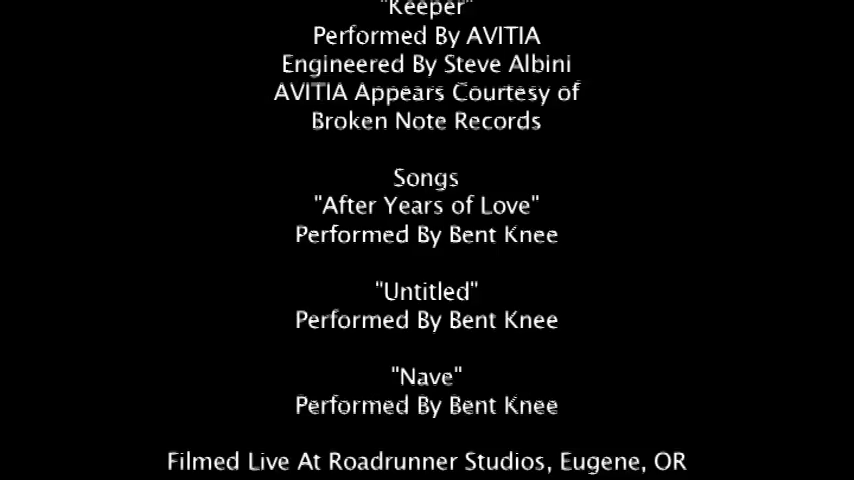 "Keeper"
Performed By AVITIA
Engineered By Steve Albini
AVITIA Appears Courtesy of
Broken Note Records
Songs
"After Years of Love"
Performed By Bent Knee
"Untitled"
Performed By Bent Knee
"Nave"
Performed By Bent Knee
Filmed Live At Roadrunner Studios, Eugene, OR